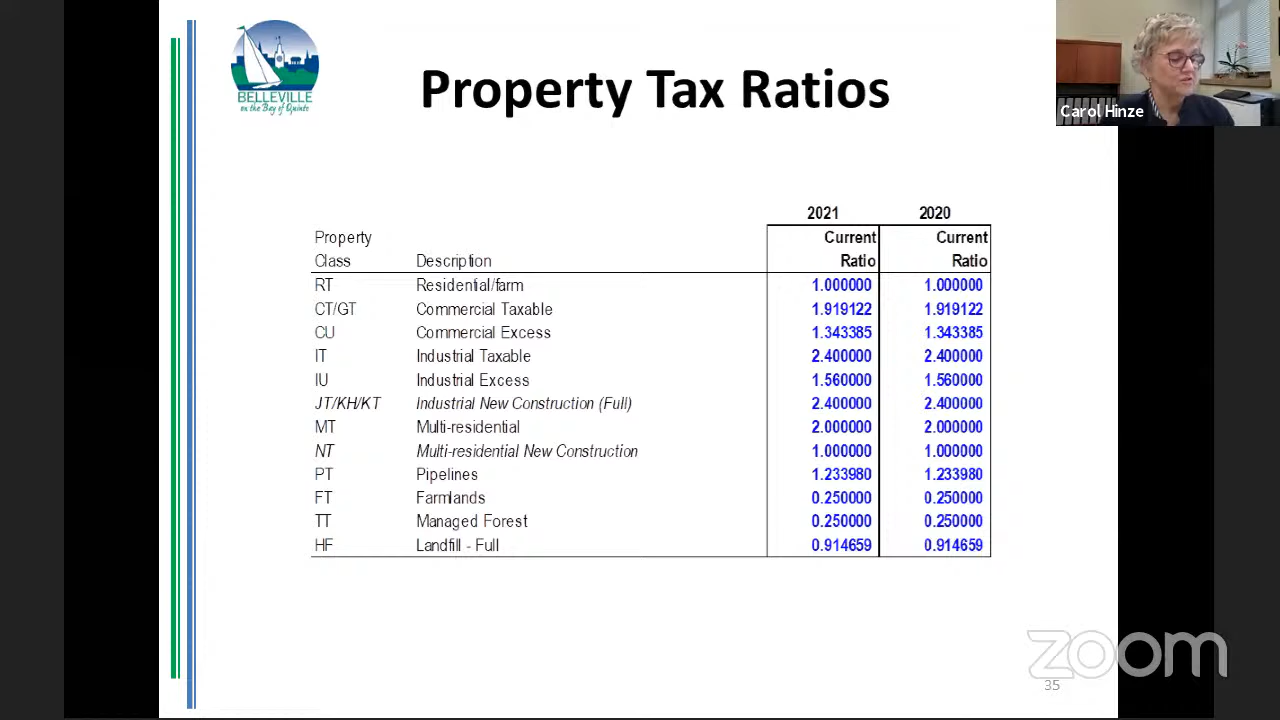 BELLEVILLE
on the Bay of Quinte
Property Tax Ratios
Carol Hinze
2021 2020
Property Current Current
Class Description Ratio Ratio
RT Residential/farm 1.000000 1.000000
CT/GT Commercial Taxable 1.919122 1.919122
CU Commercial Excess 1.343385 1.343385
IT Industrial Taxable 2.400000 2.400000
IU Industrial Excess 1.560000 1.560000
JT/KH/KT Industrial New Construction (Full) 2.400000 2.400000
MT Multi-residential 2.000000 2.000000
NT Multi-residential New Construction 1.000000 1.000000
PT Pipelines 1.233980 1.233980
FT Farmlands 0.250000 0.250000
TT Managed Forest 0.250000 0.250000
HF Landfill - Full 0.914659 0.914659
zoom
35